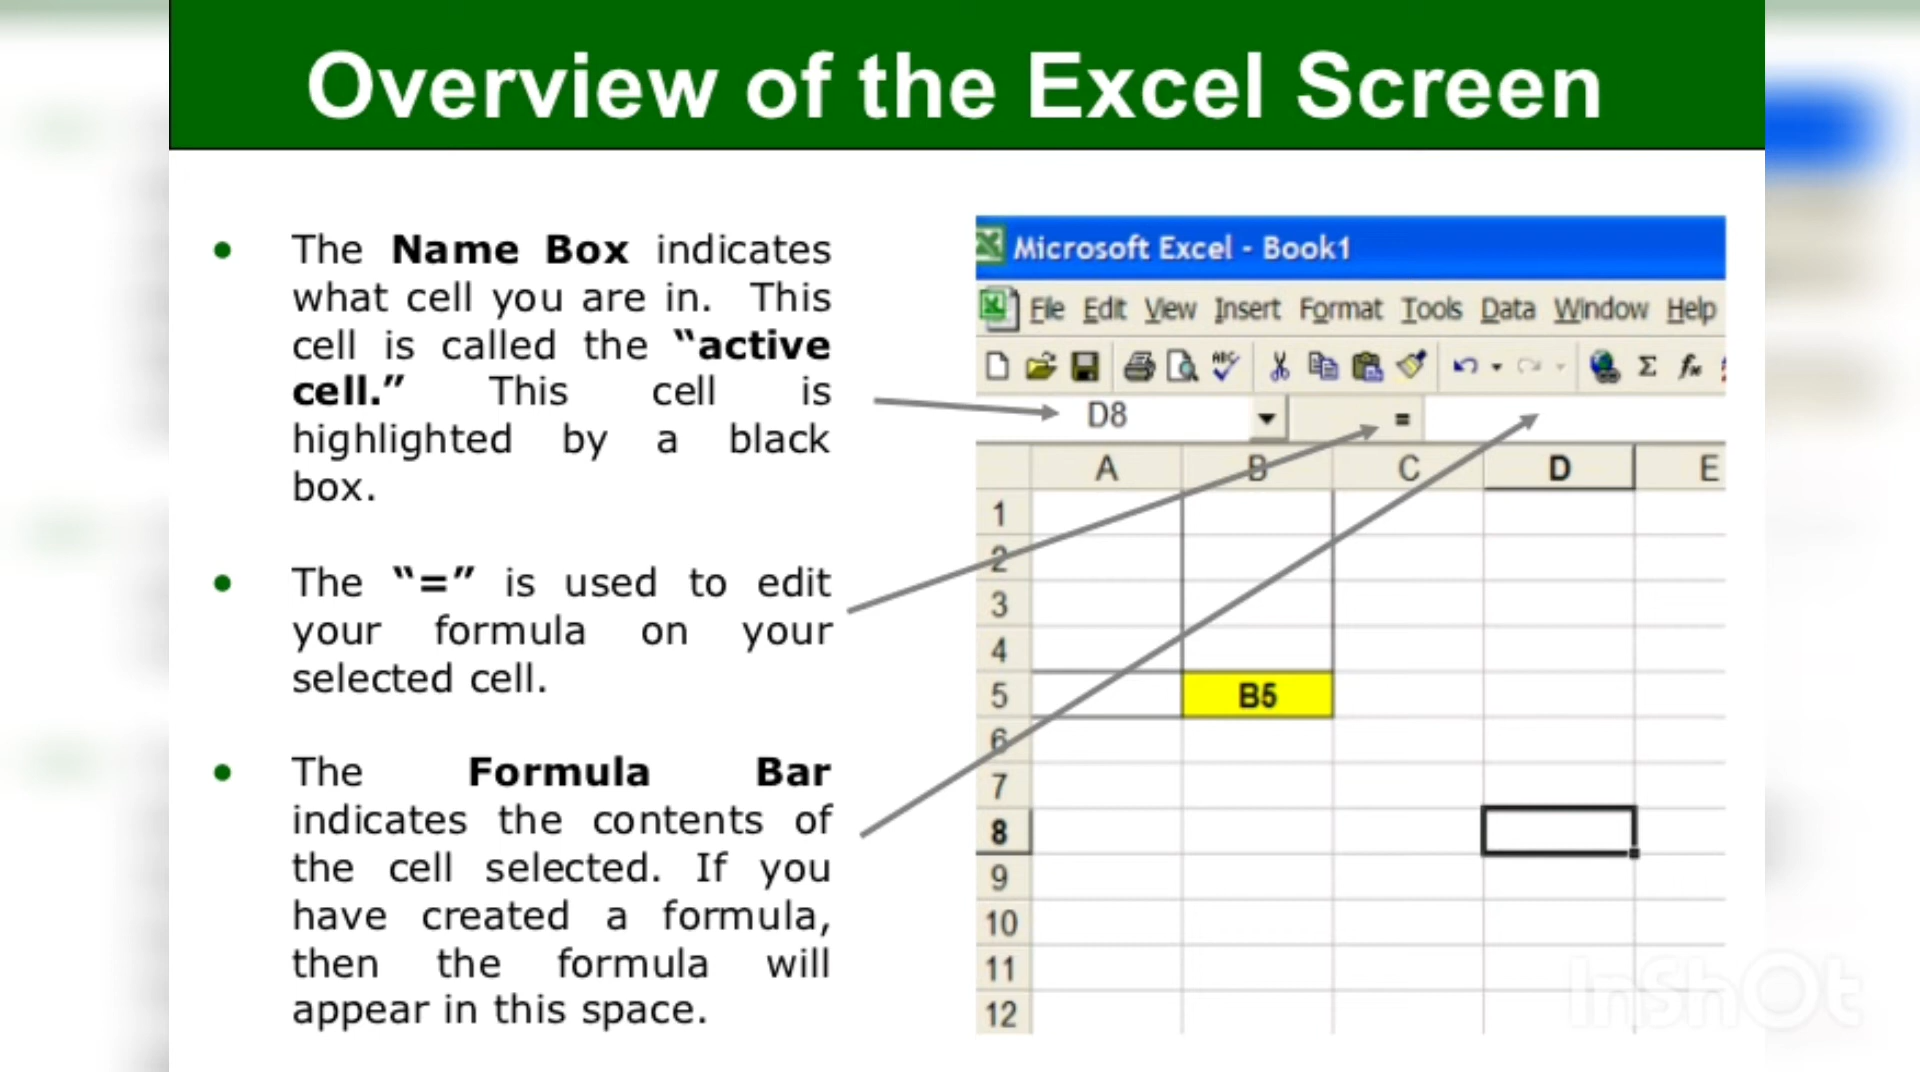 Overview of the Excel Screen
The Name Box indicates
what cell you are in. This
cell is called the “active
cell.” This cell is
highlighted by a black
box.
The “=” is used to edit
your formula on your
selected cell.
The Formula Bar
indicates the contents of
the cell selected. If you
have created a formula,
then the formula will
appear in this space.
Microsoft Excel - Book1
File Edit View Insert Format Tools Data Window Help
ABC Σ fx
D8 =
A B C D E
1
2
3
4
5 B5
6
7
8
9
10
11
12
InShOt